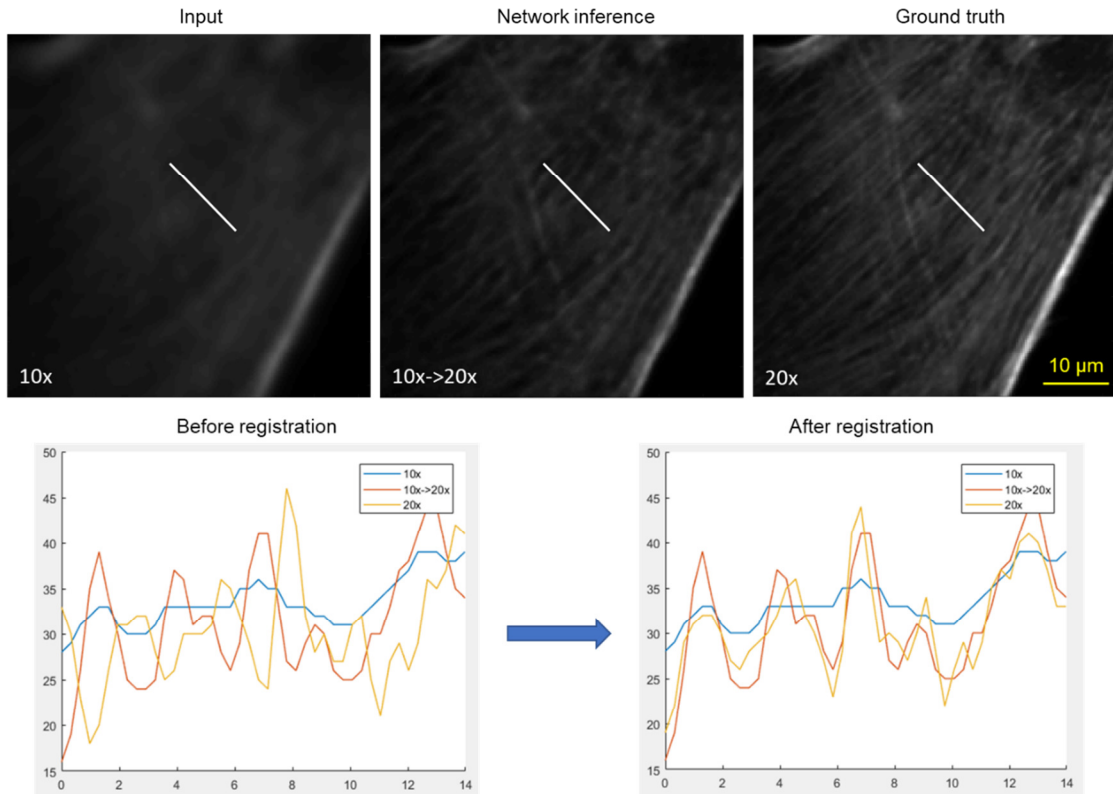 Input Network inference Ground truth
10x 10x->20x 20x 10 µm
Before registration After registration
50
45
40
35
30
25
20
15
0 2 4 6 8 10 12 14
10x
10x->20x
20x
50
45
40
35
30
25
20
15
0 2 4 6 8 10 12 14
10x
10x->20x
20x